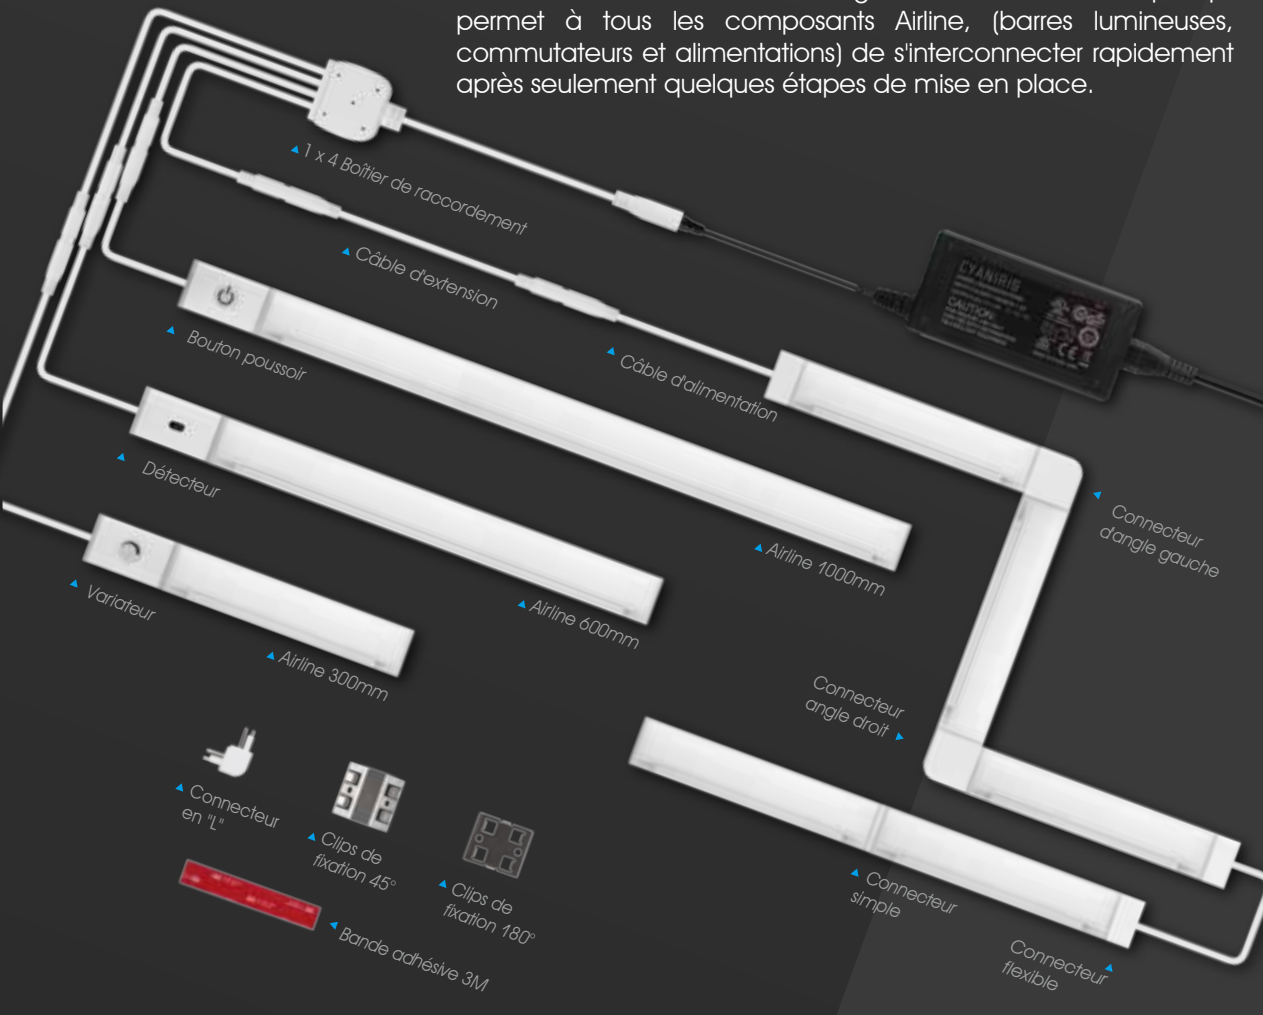 permet à tous les composants Airline, (barres lumineuses,
commutateurs et alimentations) de s'interconnecter rapidement
après seulement quelques étapes de mise en place.
1 x 4 Boîtier de raccordement
Câble d'extension
Bouton poussoir
Câble d'alimentation
CAUTION
Détecteur
Connecteur
d'angle gauche
Airline 1000mm
Variateur
Airline 600mm
Airline 300mm
Connecteur
angle droit
Connecteur
en "L"
Clips de
fixation 45°
Clips de
fixation 180°
Connecteur
simple
Bande adhésive 3M
Connecteur
flexible